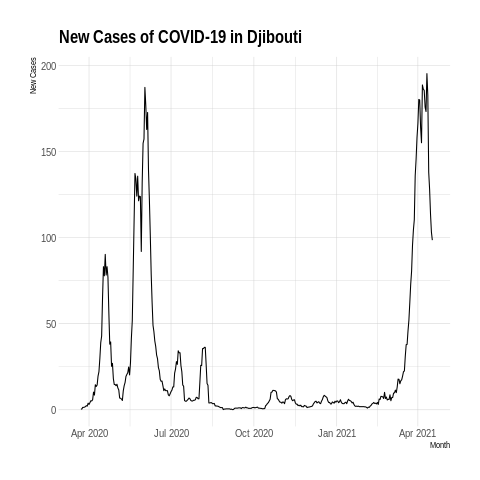 New Cases of COVID-19 in Djibouti
New Cases
200
150
100
50
0
Apr 2020 Jul 2020 Oct 2020 Jan 2021 Apr 2021
Month